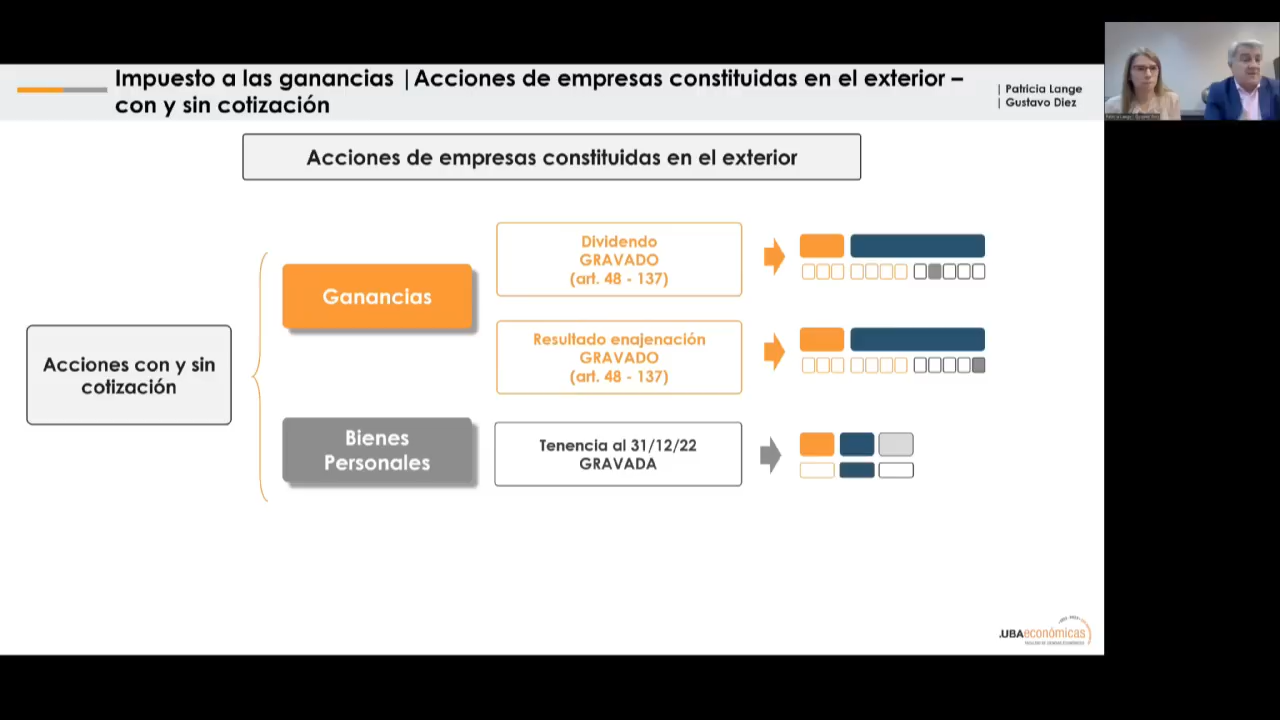 Impuesto a las ganancias |Acciones de empresas constituidas en el exterior –
con y sin cotización
| Patricia Lange
| Gustavo Diez
Acciones de empresas constituidas en el exterior
Dividendo
GRAVADO
(art. 48 - 137)
Ganancias
Resultado enajenación
GRAVADO
(art. 48 - 137)
Acciones con y sin
cotización
Bienes
Personales
Tenencia al 31/12/22
GRAVADA
.UBAeconómicas